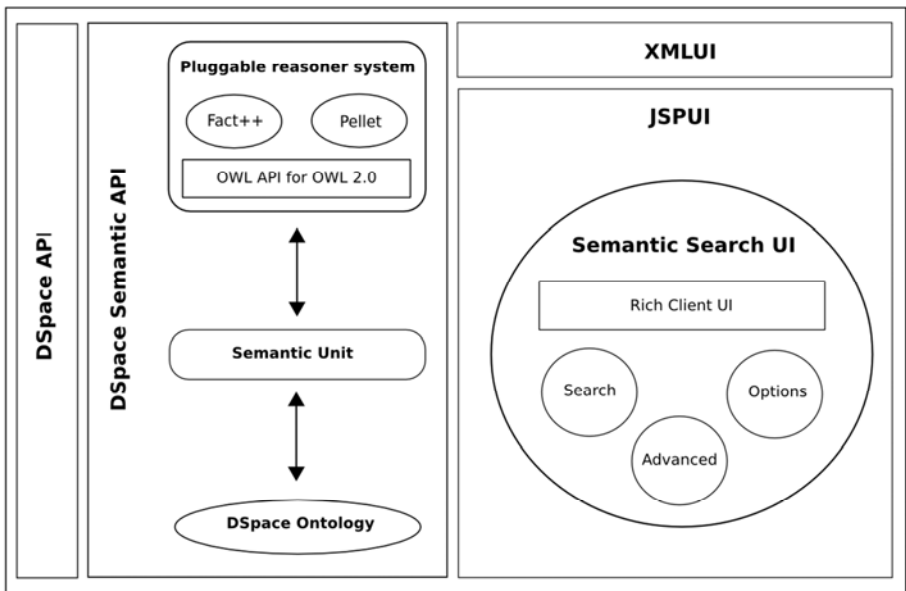 DSpace API
DSpace Semantic API
Pluggable reasoner system
Fact++
Pellet
OWL API for OWL 2.0
Semantic Unit
DSpace Ontology
XMLUI
JSPUI
Semantic Search UI
Rich Client UI
Search
Options
Advanced